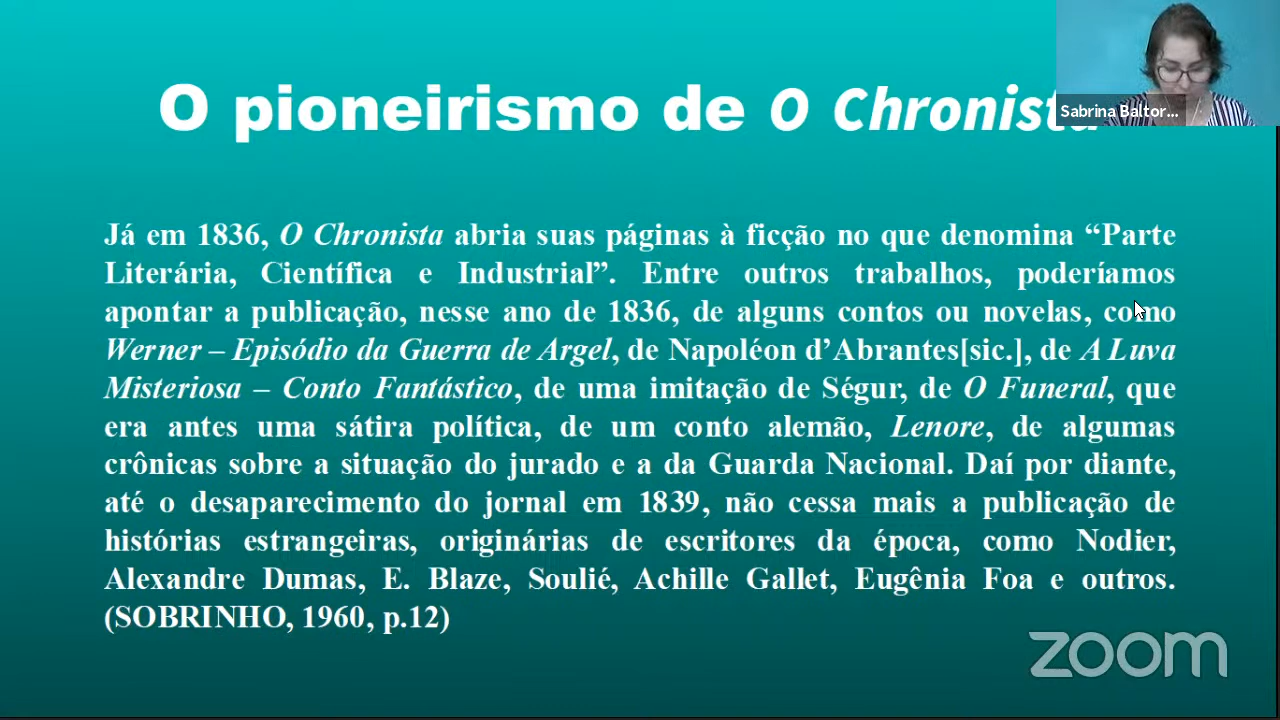 O pioneirismo de O Chronista
Sabrina Baltor...
Já em 1836, O Chronista abria suas páginas à ficção no que denomina “Parte
Literária, Científica e Industrial”. Entre outros trabalhos, poderíamos
apontar a publicação, nesse ano de 1836, de alguns contos ou novelas, como
Werner – Episódio da Guerra de Argel, de Napoléon d’Abrantes[sic.], de A Luva
Misteriosa – Conto Fantástico, de uma imitação de Ségur, de O Funeral, que
era antes uma sátira política, de um conto alemão, Lenore, de algumas
crônicas sobre a situação do jurado e a da Guarda Nacional. Daí por diante,
até o desaparecimento do jornal em 1839, não cessa mais a publicação de
histórias estrangeiras, originárias de escritores da época, como Nodier,
Alexandre Dumas, E. Blaze, Soulié, Achille Gallet, Eugênia Foa e outros.
(SOBRINHO, 1960, p.12)
zoom